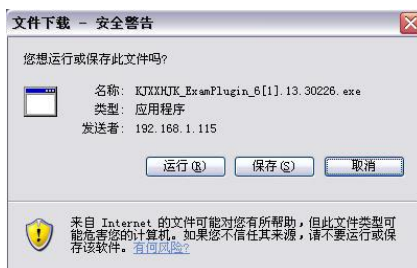 文件下载 - 安全警告
您想运行或保存此文件吗?
名称: KJXXHJK_ExamPlugin_6[1].13.30226.exe
类型: 应用程序
发送者: 192.168.1.115
运行(R) 保存(S) 取消
来自 Internet 的文件可能对您有所帮助，但此文件类型可
能危害您的计算机。如果您不信任其来源，请不要运行或保
存该软件。有何风险?